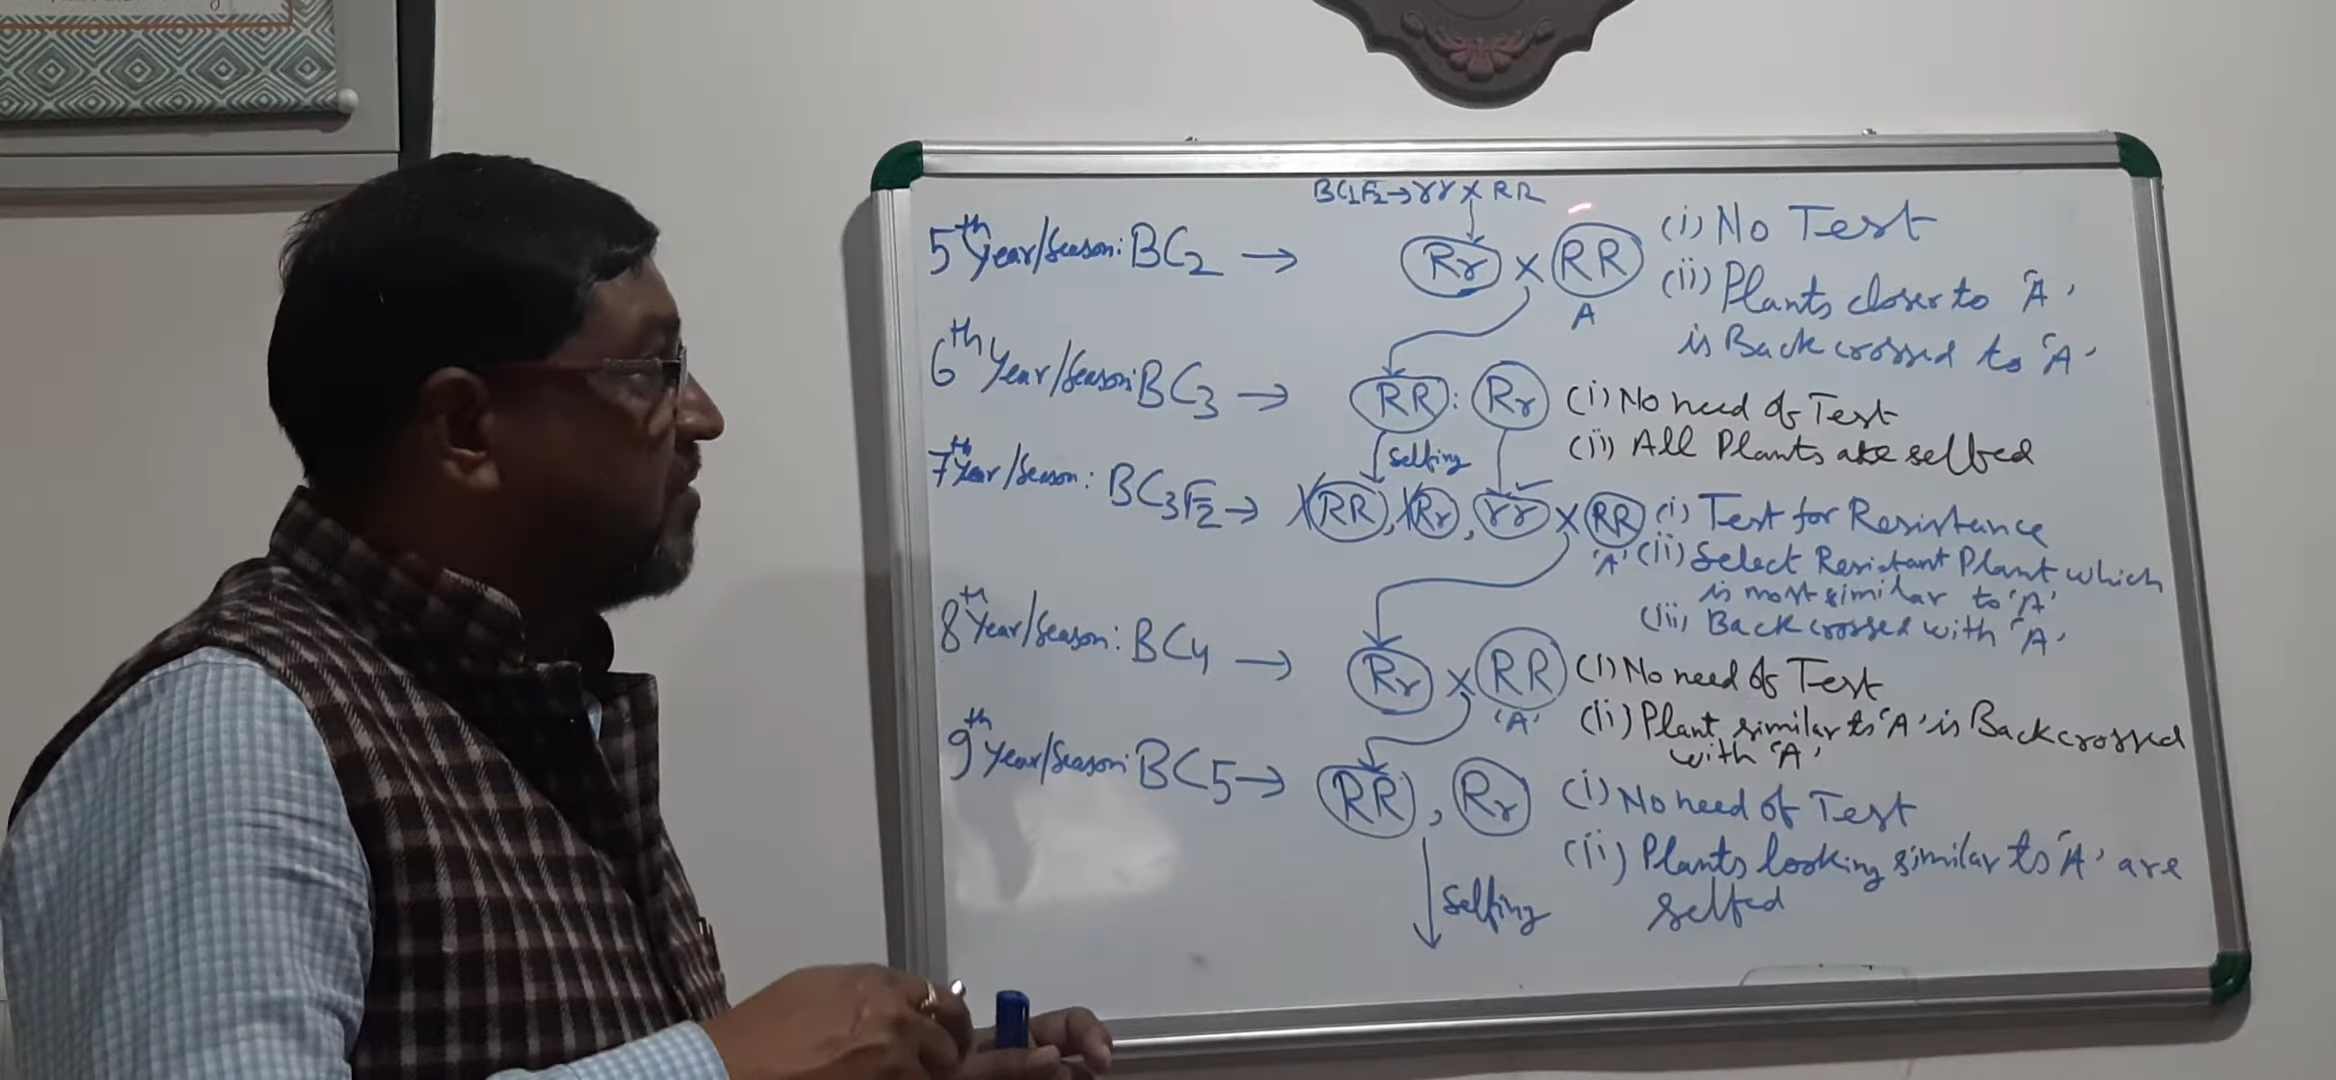 BC1F2→rr X RR
5th Year/Season: BC2 → Rr X RR (i) No Test
A (ii) Plants closer to 'A'
is Back crossed to 'A'
6th Year/Season: BC3 → RR : Rr (i) No need of Test
Selfing (ii) All Plants are selfed
7th Year/Season: BC3F2 → RR, Rr, rr X RR (i) Test for Resistance
'A' (ii) Select Resistant Plant which
is most similar to 'A'
(iii) Back crossed with 'A'
8th Year/Season: BC4 → Rr X RR (i) No need of Test
'A' (ii) Plant similar to 'A' is Backcrossed
with 'A'
9th Year/Season: BC5 → RR, Rr (i) No need of Test
(ii) Plants looking similar to 'A' are
selfed
Selfing